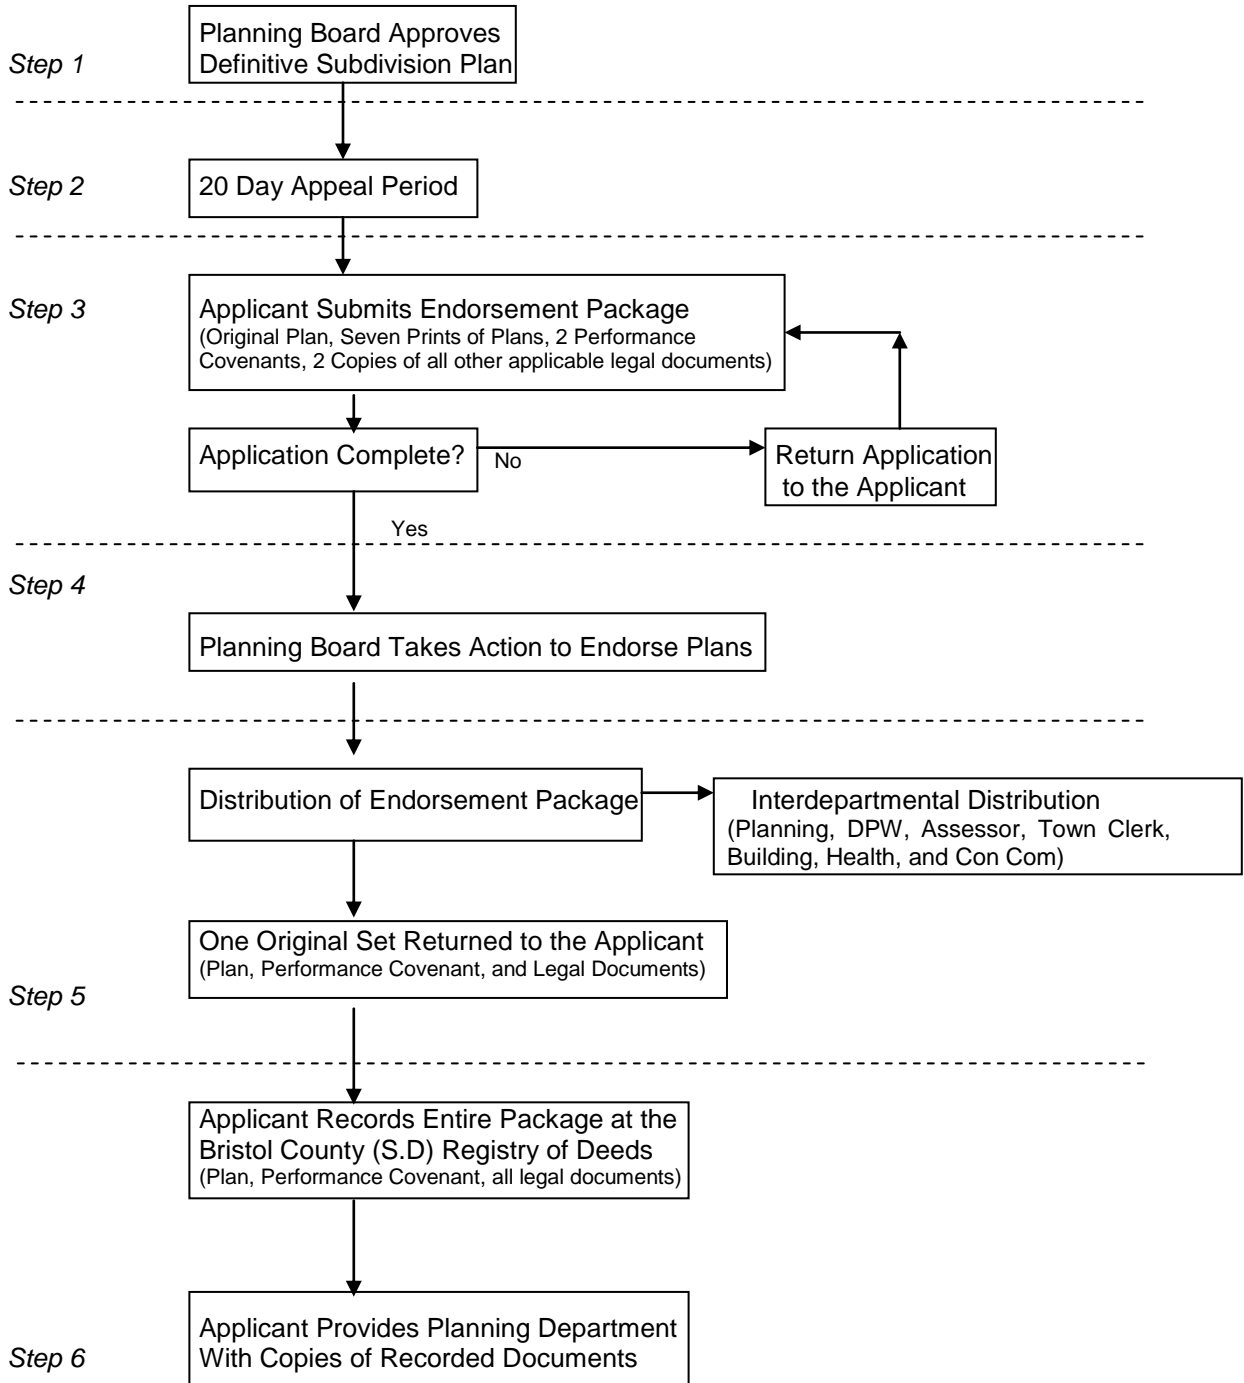 Planning Board Approves
Step 1
Definitive Subdivision Plan
Step 2
20 Day Appeal Period
Step 3
Applicant Submits Endorsement Package
(Original Plan, Seven Prints of Plans, 2 Performance
Covenants, 2 Copies of all other applicable legal documents)
Application Complete?
No
Return Application
to the Applicant
Yes
Step 4
Planning Board Takes Action to Endorse Plans
Distribution of Endorsement Package
Interdepartmental Distribution
(Planning, DPW, Assessor, Town Clerk,
Building, Health, and Con Com)
One Original Set Returned to the Applicant
(Plan, Performance Covenant, and Legal Documents)
Step 5
Applicant Records Entire Package at the
Bristol County (S.D) Registry of Deeds
(Plan, Performance Covenant, all legal documents)
Applicant Provides Planning Department
Step 6
With Copies of Recorded Documents